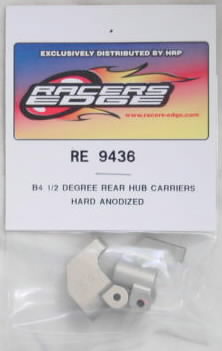 EXCLUSIVELY DISTRIBUTED BY HRP
RACERS
EDGE
www.racers-edge.com
RE 9436
B4 1/2 DEGREE REAR HUB CARRIERS
HARD ANODIZED